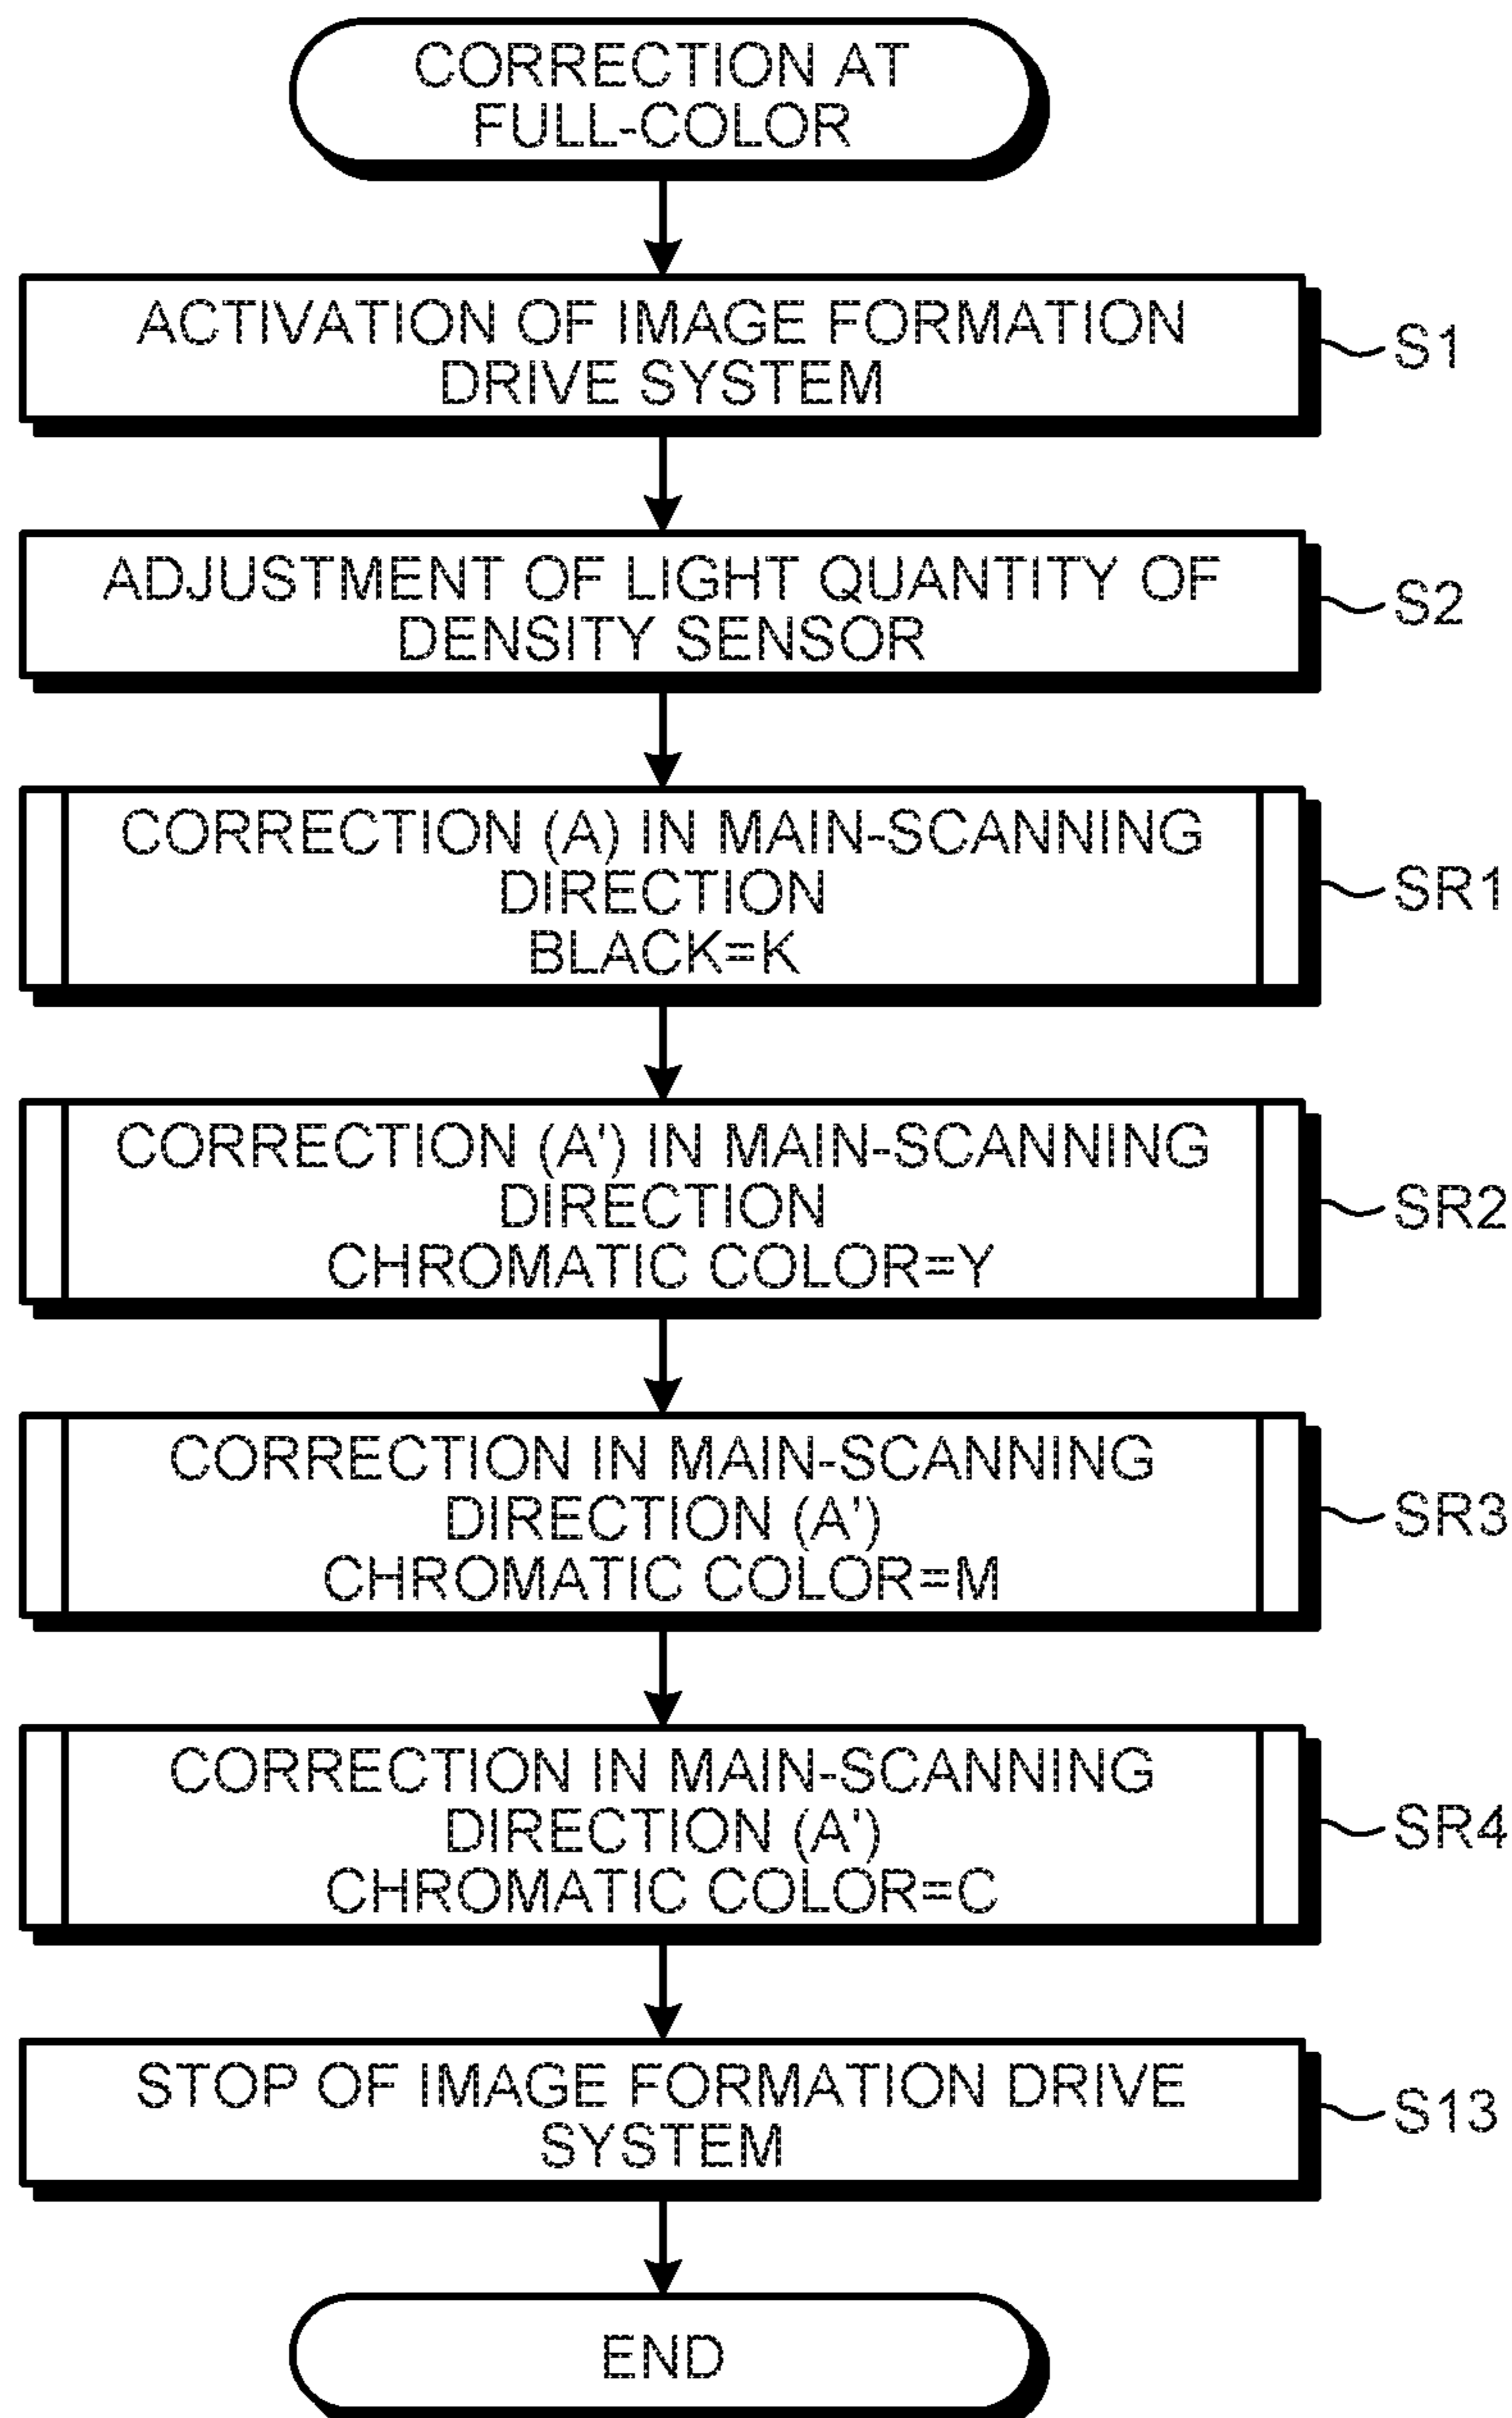 CORRECTION AT
FULL-COLOR
ACTIVATION OF IMAGE FORMATION
DRIVE SYSTEM
S1
ADJUSTMENT OF LIGHT QUANTITY OF
DENSITY SENSOR
S2
CORRECTION (A) IN MAIN-SCANNING
DIRECTION
BLACK=K
SR1
CORRECTION (A') IN MAIN-SCANNING
DIRECTION
CHROMATIC COLOR=Y
SR2
CORRECTION IN MAIN-SCANNING
DIRECTION (A')
CHROMATIC COLOR=M
SR3
CORRECTION IN MAIN-SCANNING
DIRECTION (A')
CHROMATIC COLOR=C
SR4
STOP OF IMAGE FORMATION DRIVE
SYSTEM
S13
END